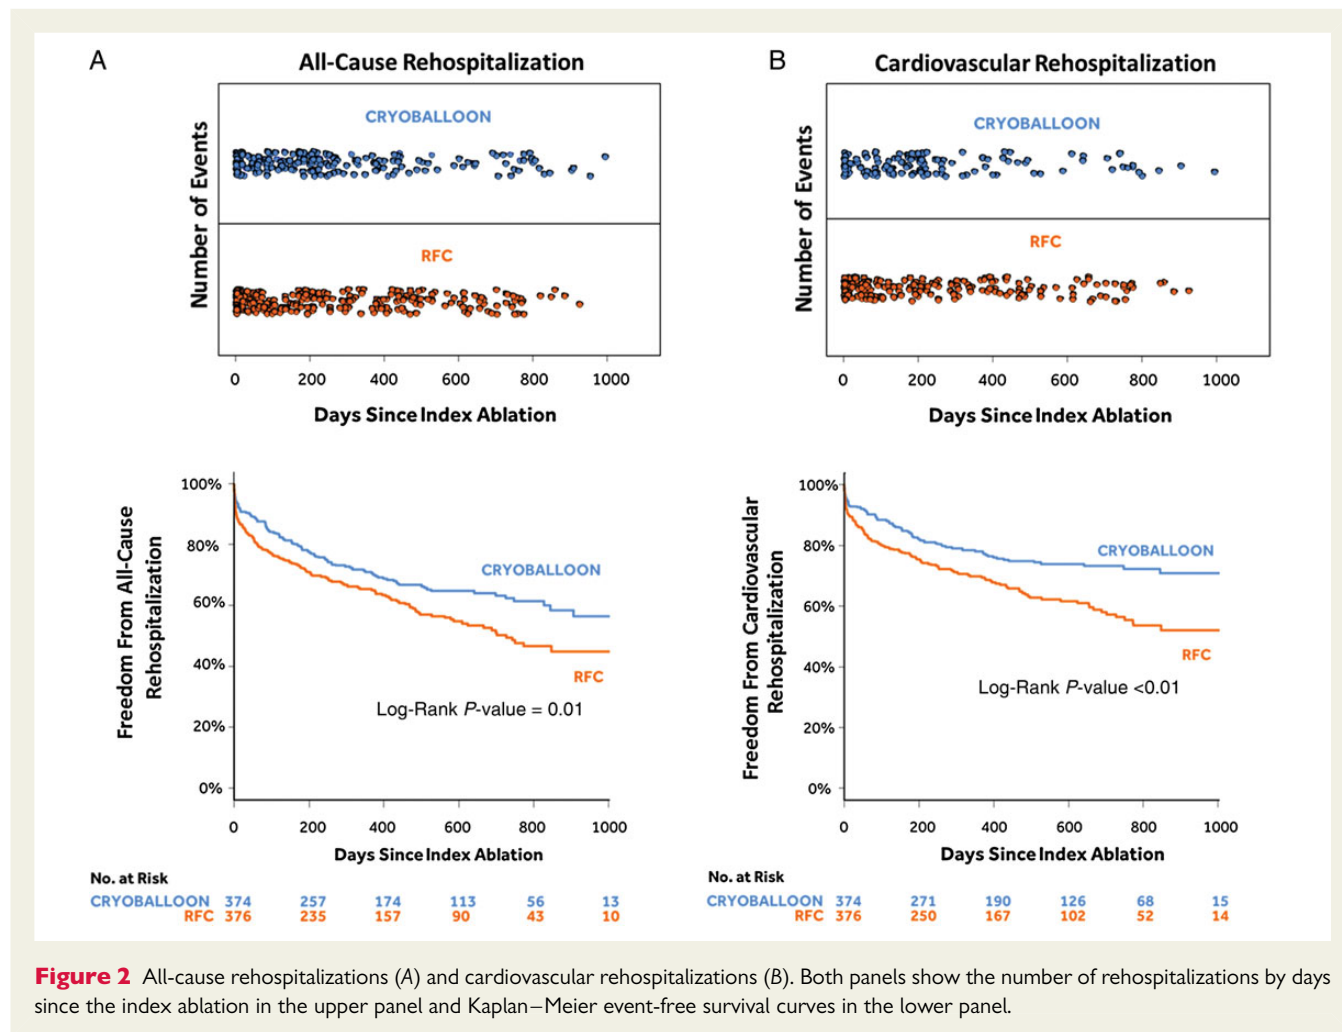 A
All-Cause Rehospitalization
Number of Events
CRYOBALLOON
RFC
0 200 400 600 800 1000
Days Since Index Ablation
B
Cardiovascular Rehospitalization
Number of Events
CRYOBALLOON
RFC
0 200 400 600 800 1000
Days Since Index Ablation
Freedom From All-Cause
Rehospitalization
100%
80%
60%
40%
20%
0%
CRYOBALLOON
RFC
Log-Rank P-value = 0.01
0 200 400 600 800 1000
Days Since Index Ablation
No. at Risk
CRYOBALLOON 374 257 174 113 56 13
RFC 376 235 157 90 43 10
Freedom From Cardiovascular
Rehospitalization
100%
80%
60%
40%
20%
0%
CRYOBALLOON
RFC
Log-Rank P-value <0.01
0 200 400 600 800 1000
Days Since Index Ablation
No. at Risk
CRYOBALLOON 374 271 190 126 68 15
RFC 376 250 167 102 52 14
Figure 2 All-cause rehospitalizations (A) and cardiovascular rehospitalizations (B). Both panels show the number of rehospitalizations by days
since the index ablation in the upper panel and Kaplan–Meier event-free survival curves in the lower panel.